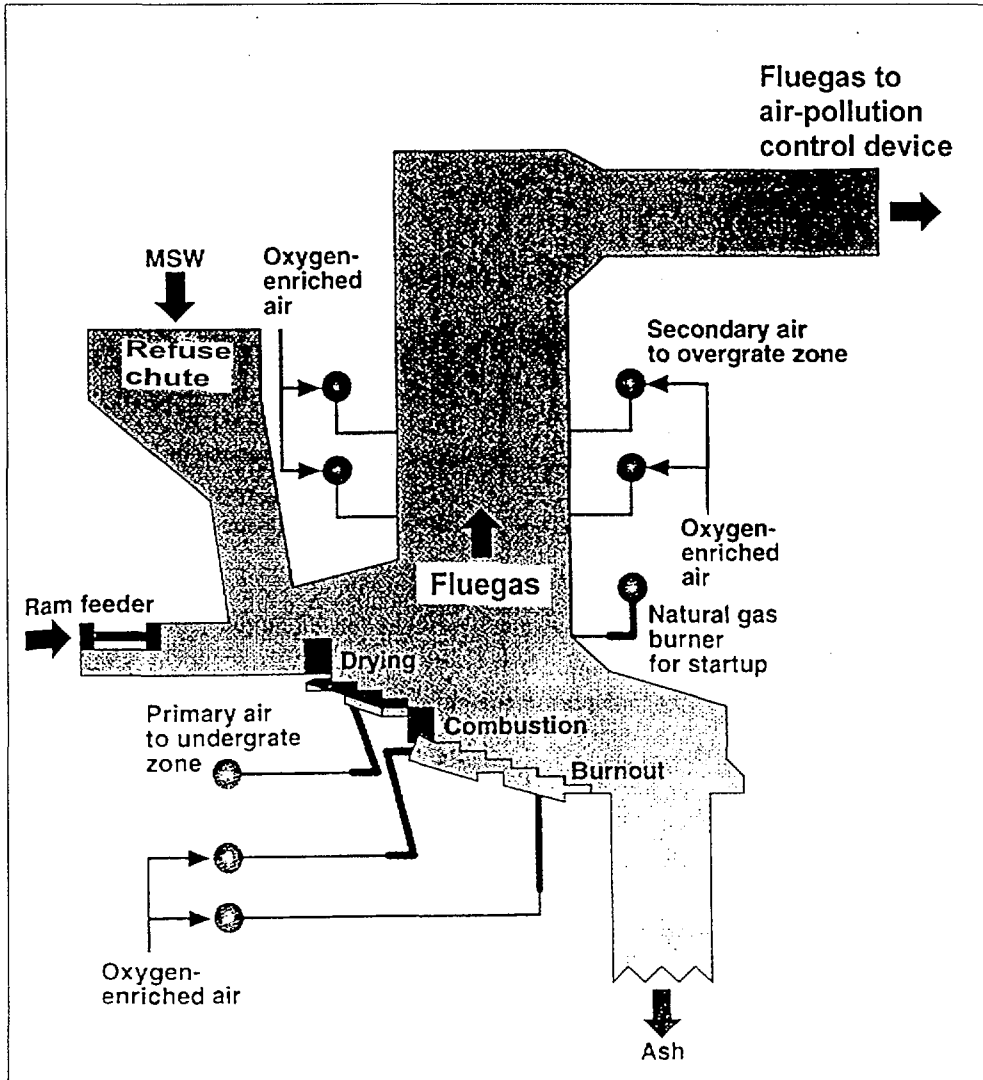 Fluegas to
air-pollution
control device
MSW
Oxygen-
enriched
air
Refuse
chute
Secondary air
to overgrate zone
Oxygen-
enriched
air
Fluegas
Ram feeder
Natural gas
burner
for startup
Drying
Primary air
to undergrate
zone
Combustion
Burnout
Oxygen-
enriched air
Ash